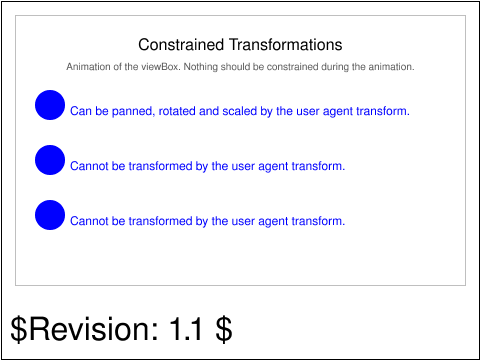 Constrained Transformations
Animation of the viewBox. Nothing should be constrained during the animation.
Can be panned, rotated and scaled by the user agent transform.
Cannot be transformed by the user agent transform.
Cannot be transformed by the user agent transform.
$Revision: 1.1 $